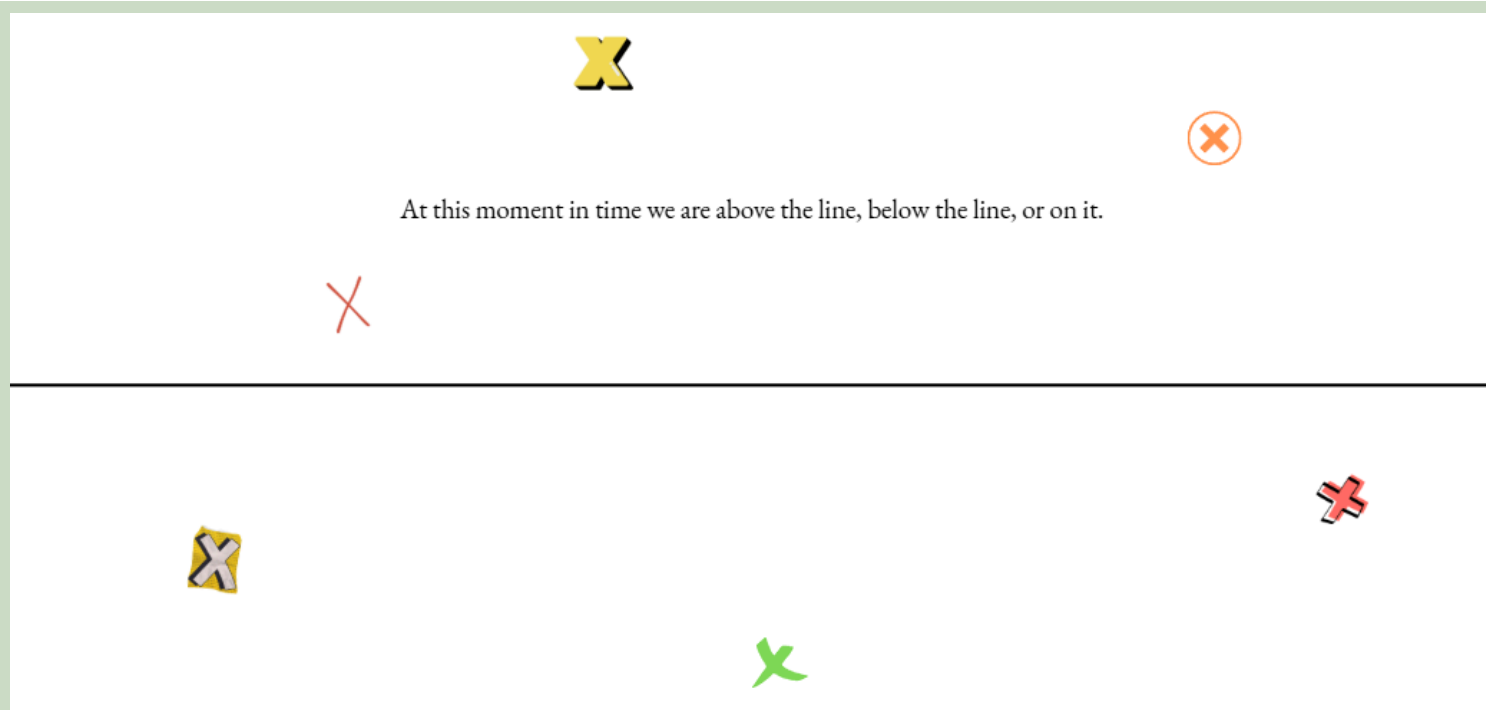 X
At this moment in time we are above the line, below the line, or on it.
X